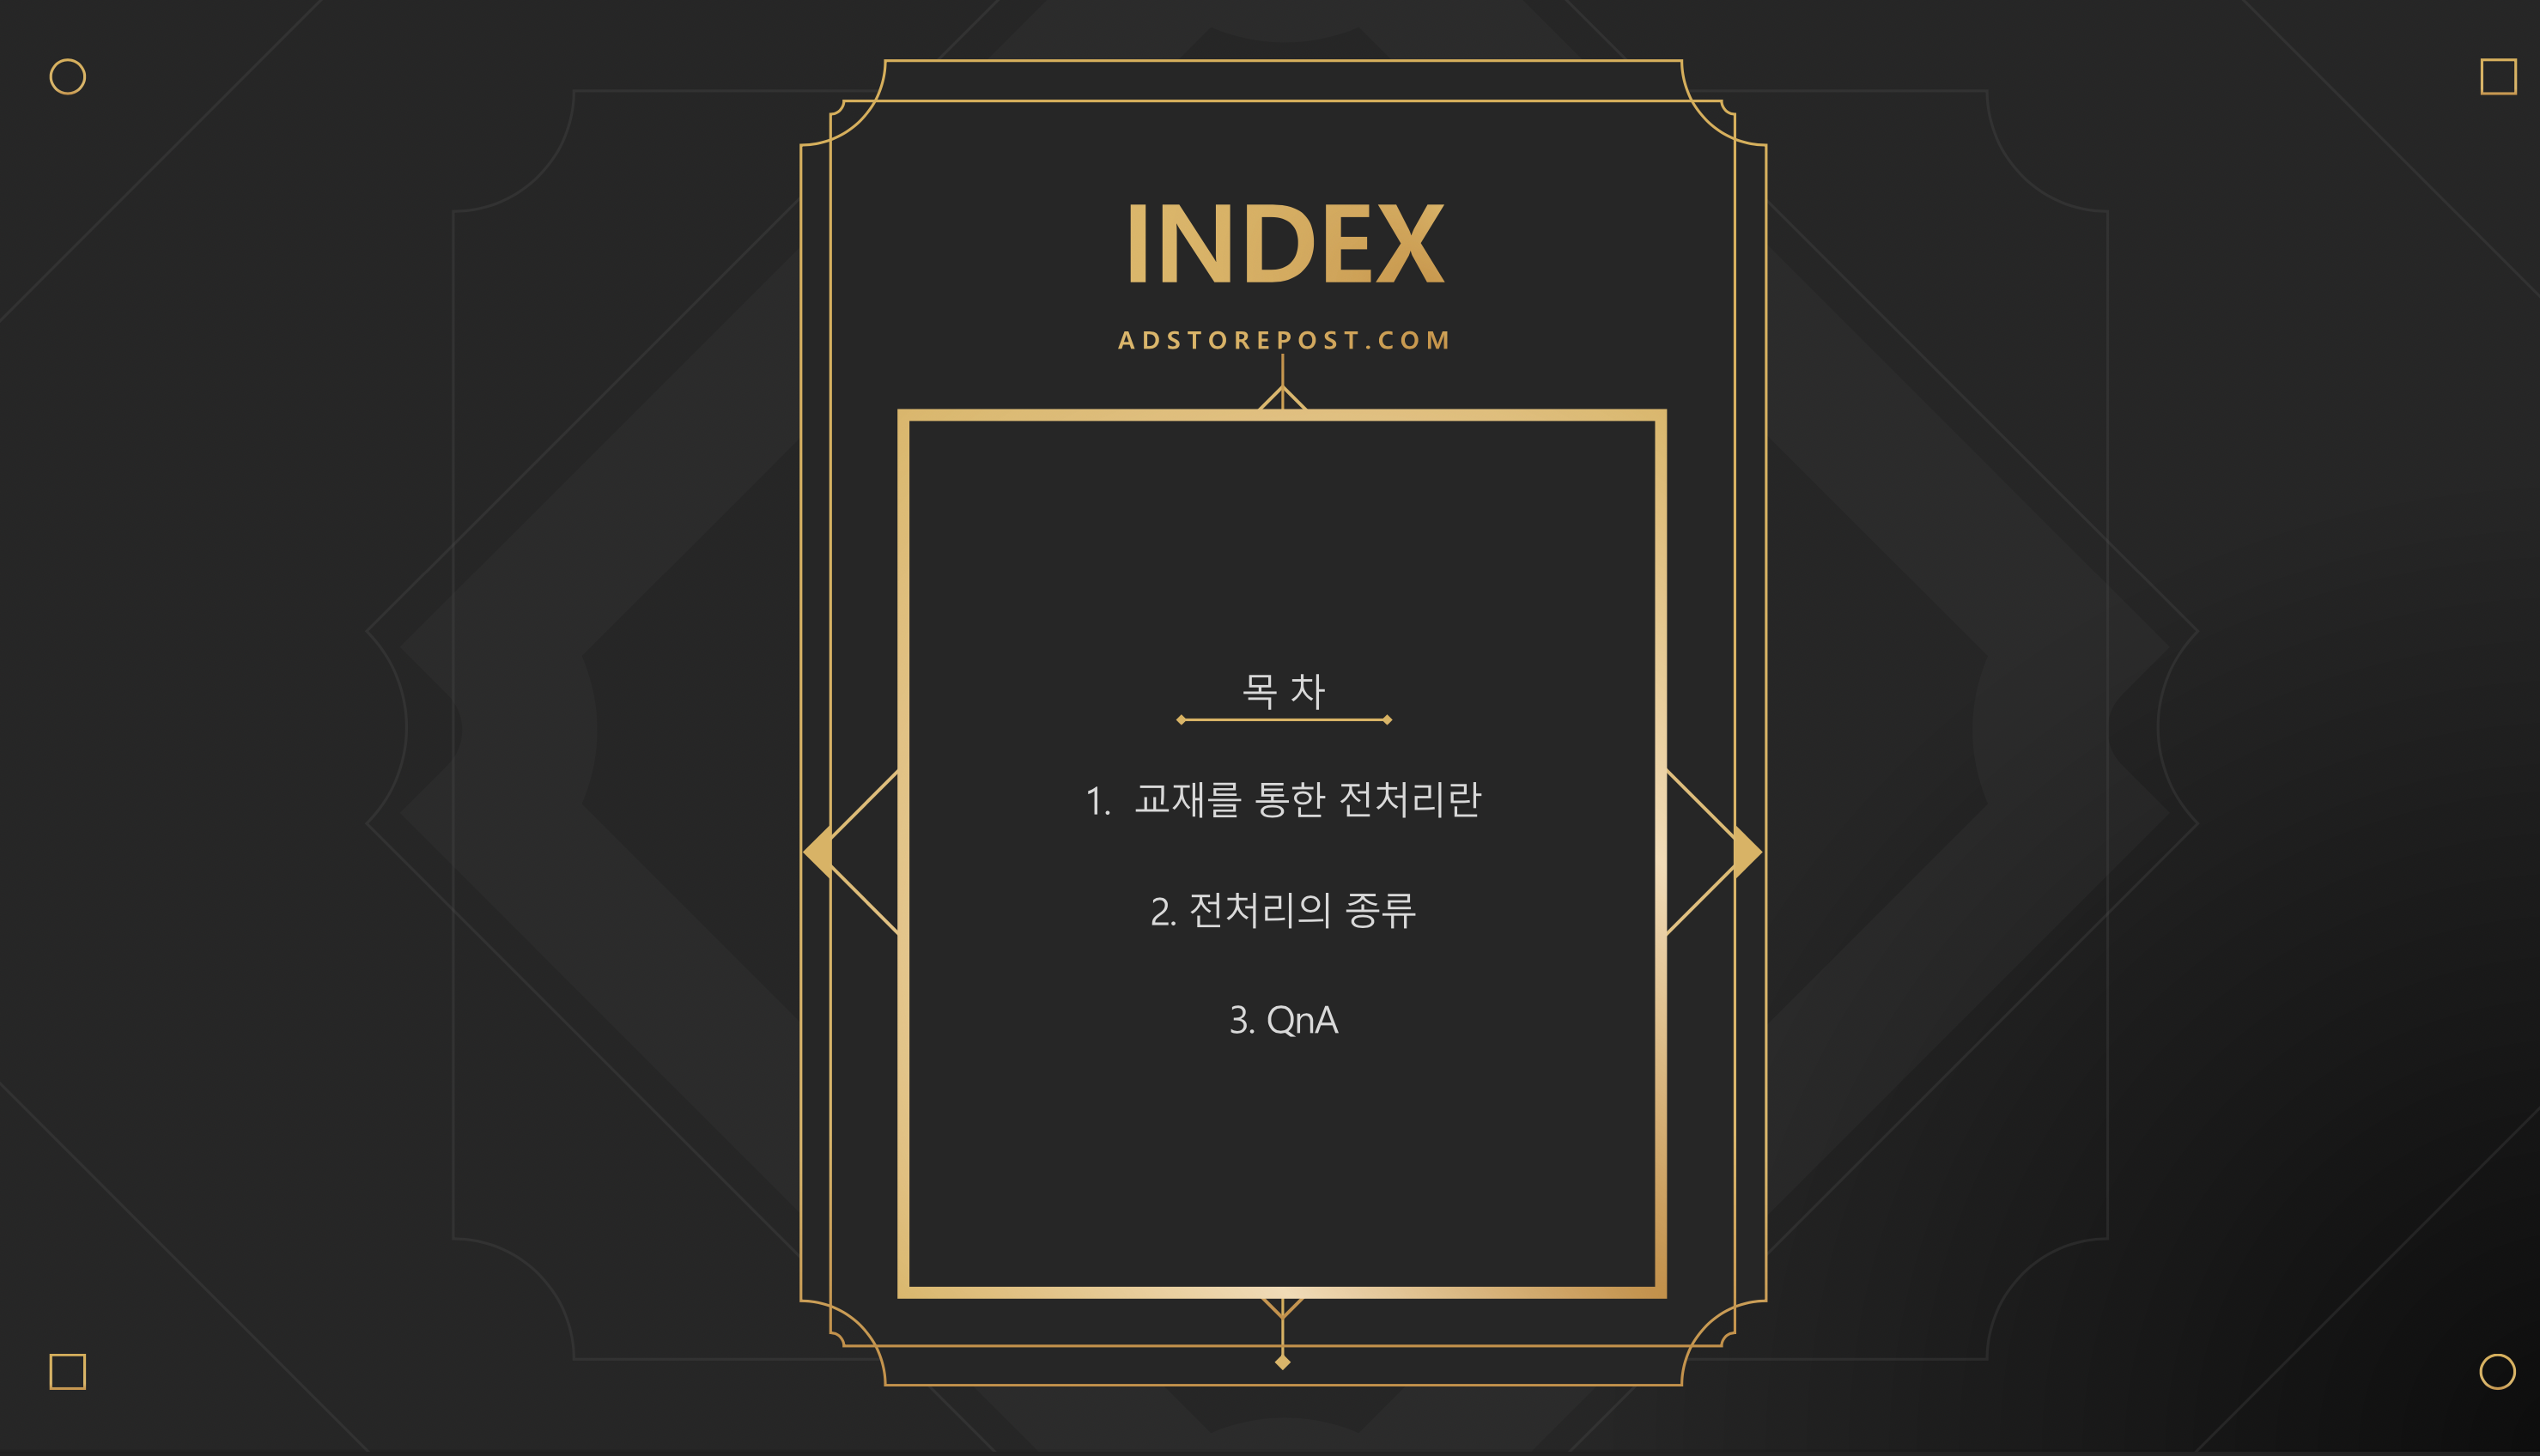 INDEX
ADSTOREPOST.COM
목 차
1. 교재를 통한 전처리란
2. 전처리의 종류
3. QnA